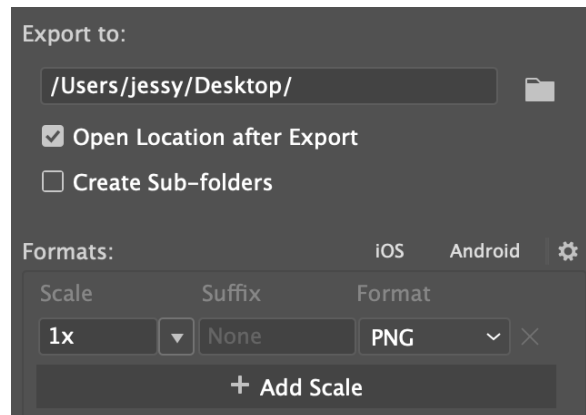 Export to:
/Users/jessy/Desktop/
Open Location after Export
Create Sub-folders
Formats: iOS Android
Scale Suffix Format
1x None PNG
+ Add Scale